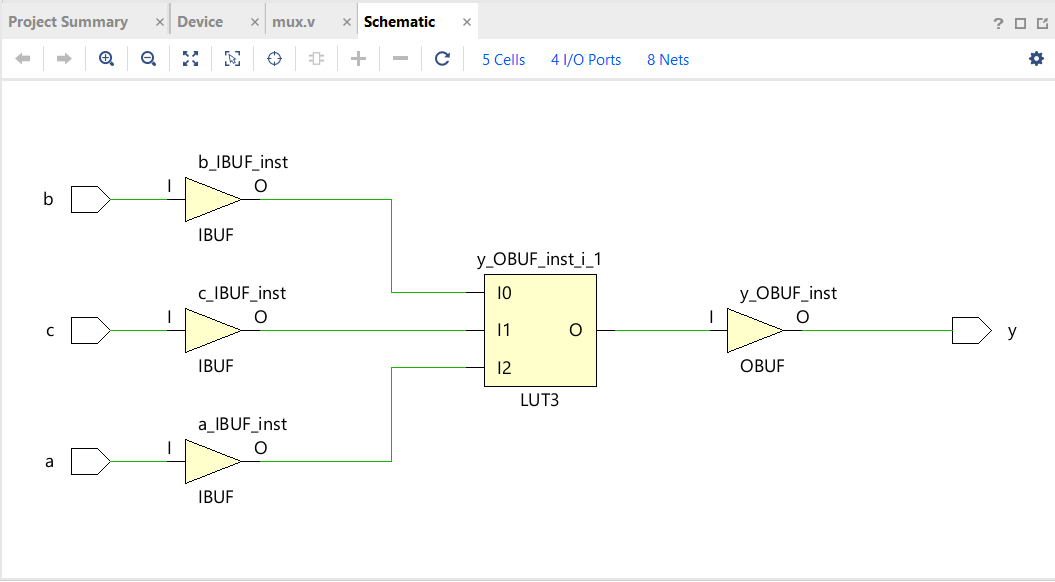 Project Summary × Device × mux.v × Schematic × ?
5 Cells 4 I/O Ports 8 Nets
b_IBUF_inst
b I O
IBUF
y_OBUF_inst_i_1
c_IBUF_inst I0 y_OBUF_inst
c I O I1 O I O y
IBUF I2 OBUF
LUT3
a_IBUF_inst
a I O
IBUF